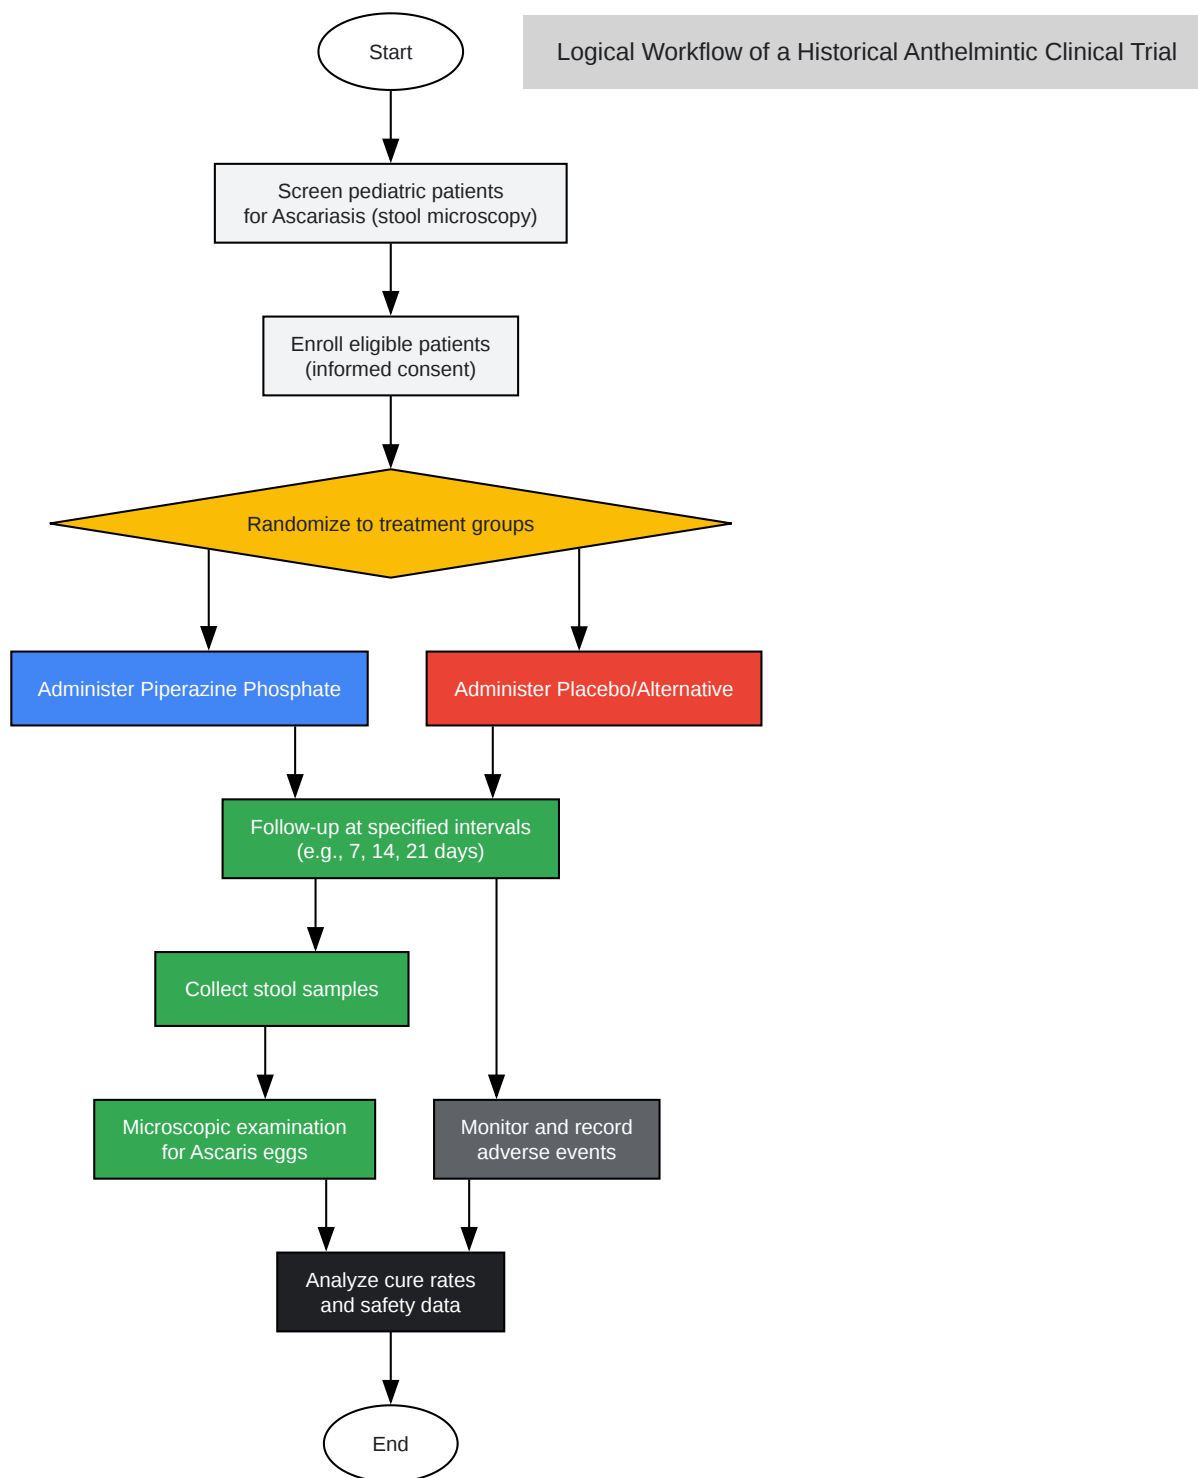 Start
Logical Workflow of a Historical Anthelmintic Clinical Trial
Screen pediatric patients
for Ascariasis (stool microscopy)
Enroll eligible patients
(informed consent)
Randomize to treatment groups
Administer Piperazine Phosphate
Administer Placebo/Alternative
Follow-up at specified intervals
(e.g., 7, 14, 21 days)
Collect stool samples
Microscopic examination
for Ascaris eggs
Monitor and record
adverse events
Analyze cure rates
and safety data
End